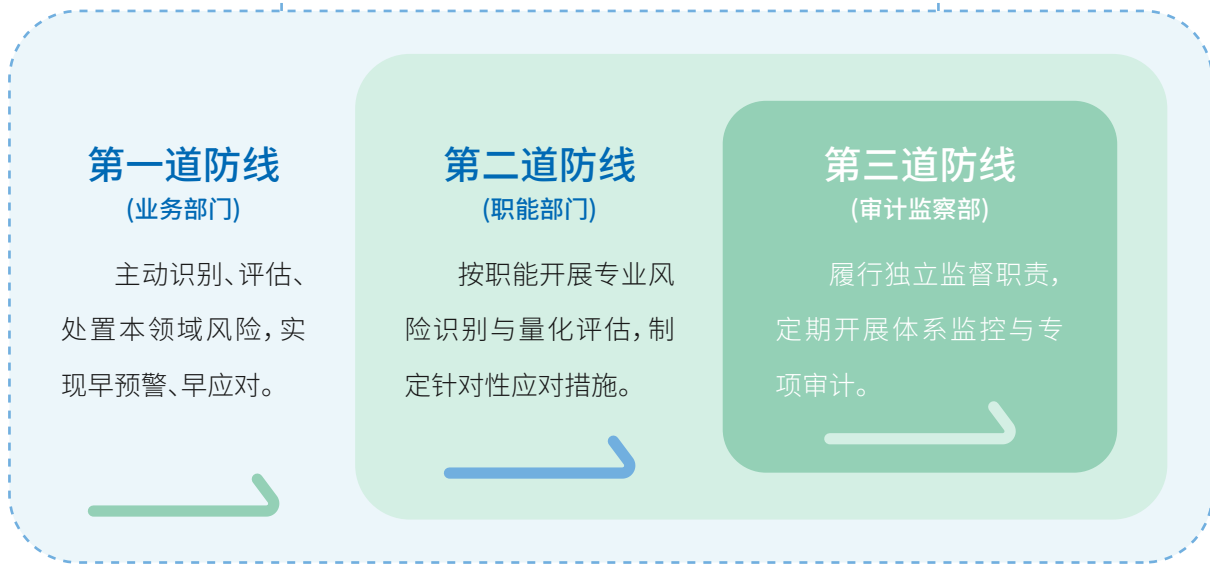 第一道防线
(业务部门)
主动识别、评估、
处置本领域风险，实
现早预警、早应对。
第二道防线
(职能部门)
按职能开展专业风
险识别与量化评估，制
定针对性应对措施。
第三道防线
(审计监察部)
履行独立监督职责，
定期开展体系监控与专
项审计。